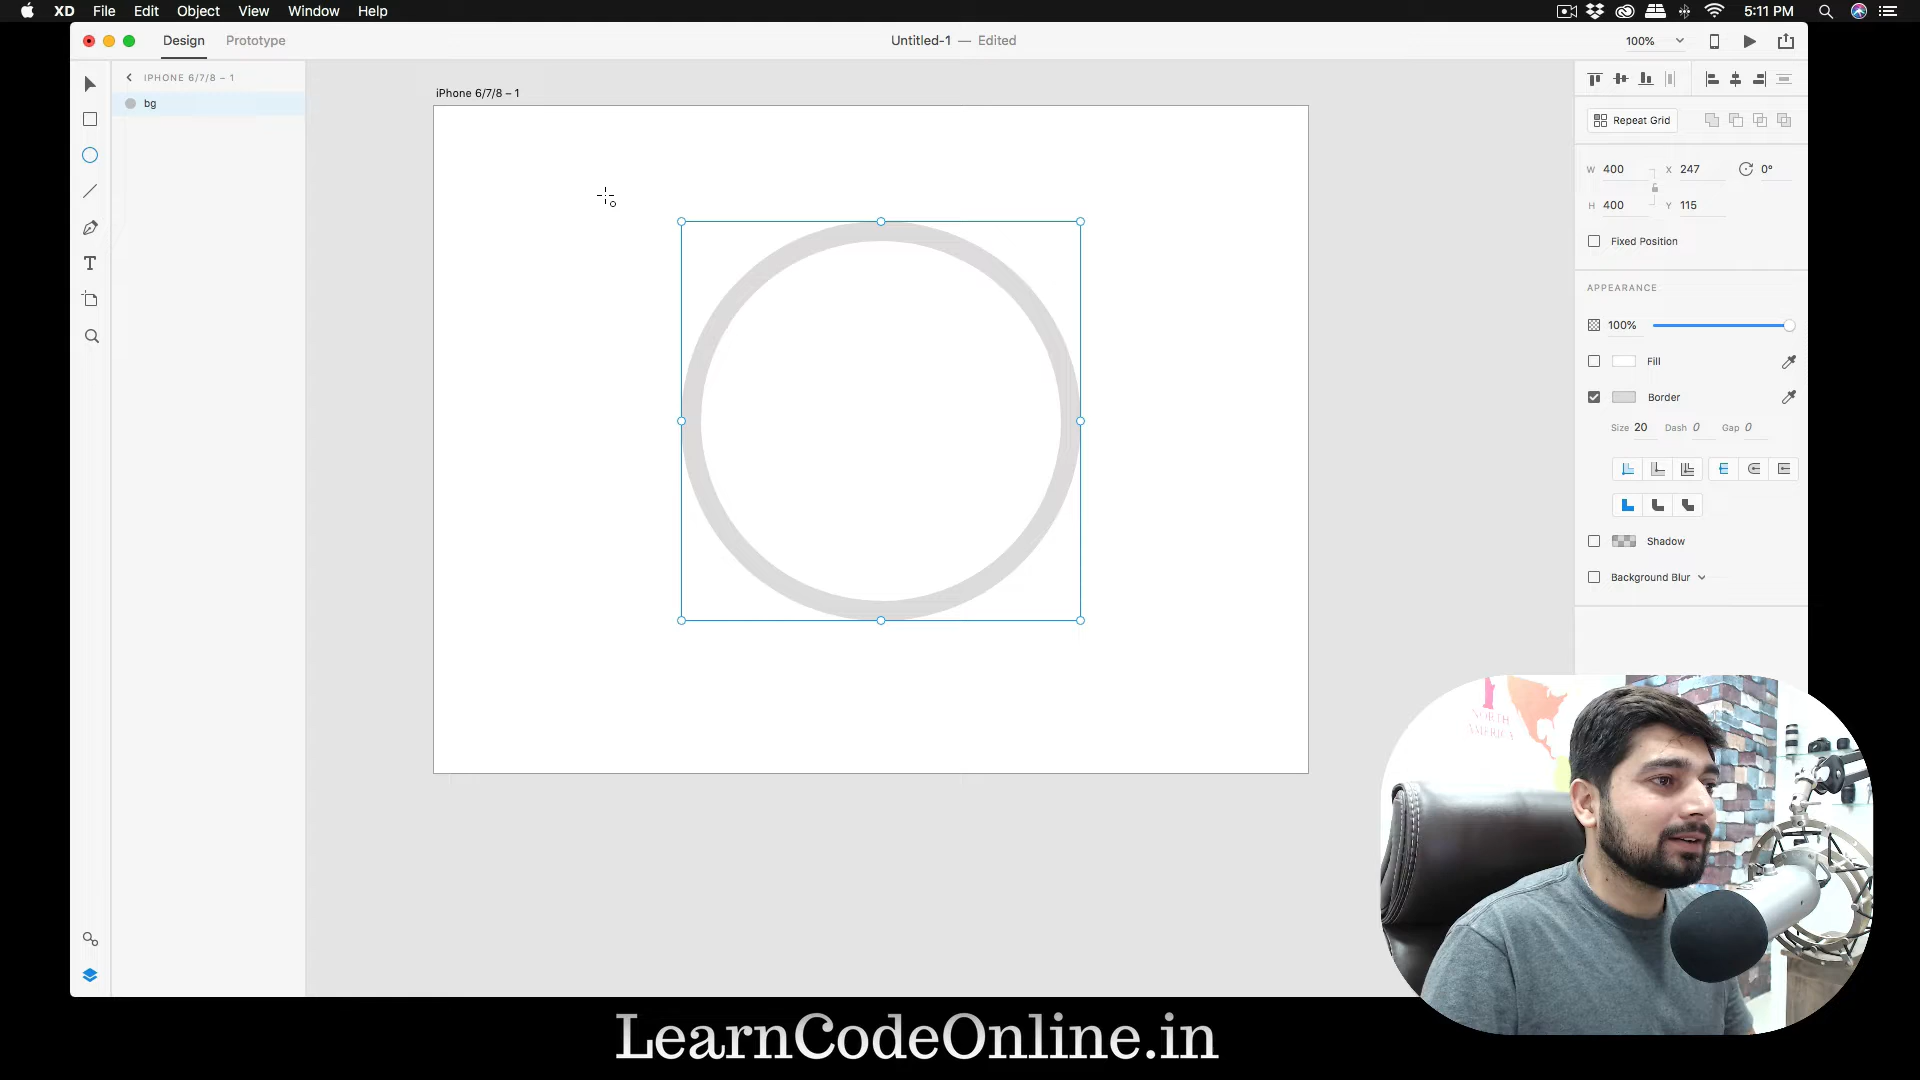 XD File Edit Object View Window Help
5:11 PM
Design Prototype
Untitled-1 — Edited
100%
IPHONE 6/7/8 – 1
bg
iPhone 6/7/8 – 1
Repeat Grid
W 400 X 247 0°
H 400 Y 115
Fixed Position
APPEARANCE
100%
Fill
Border
Size 20 Dash 0 Gap 0
Shadow
Background Blur
NORTH
AMERICA
LearnCodeOnline.in